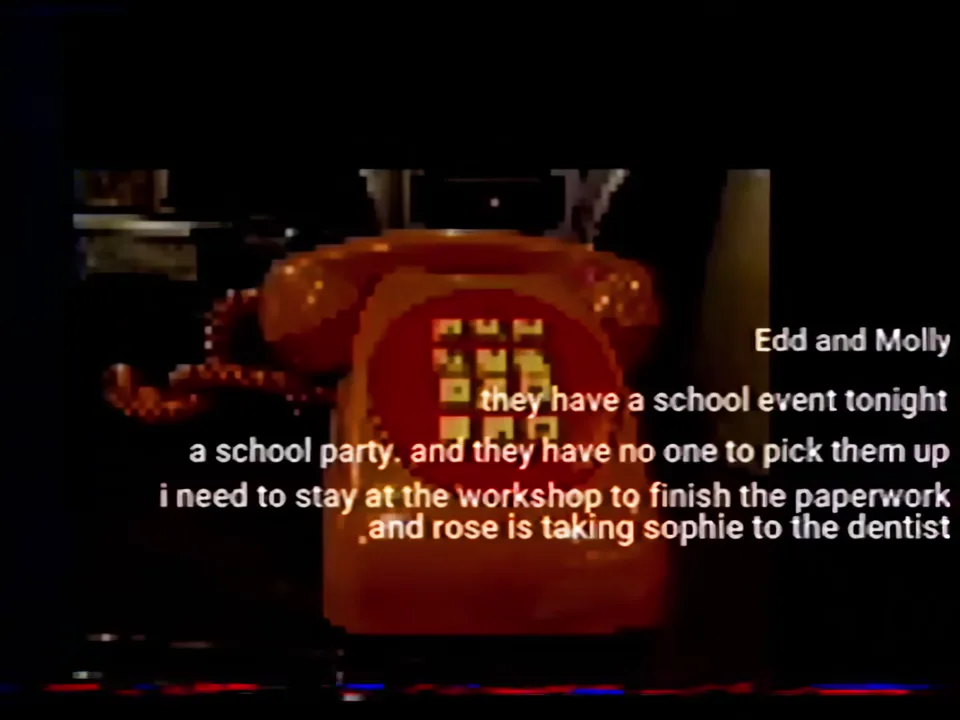 Edd and Molly
they have a school event tonight
a school party. and they have no one to pick them up
i need to stay at the workshop to finish the paperwork
and rose is taking sophie to the dentist